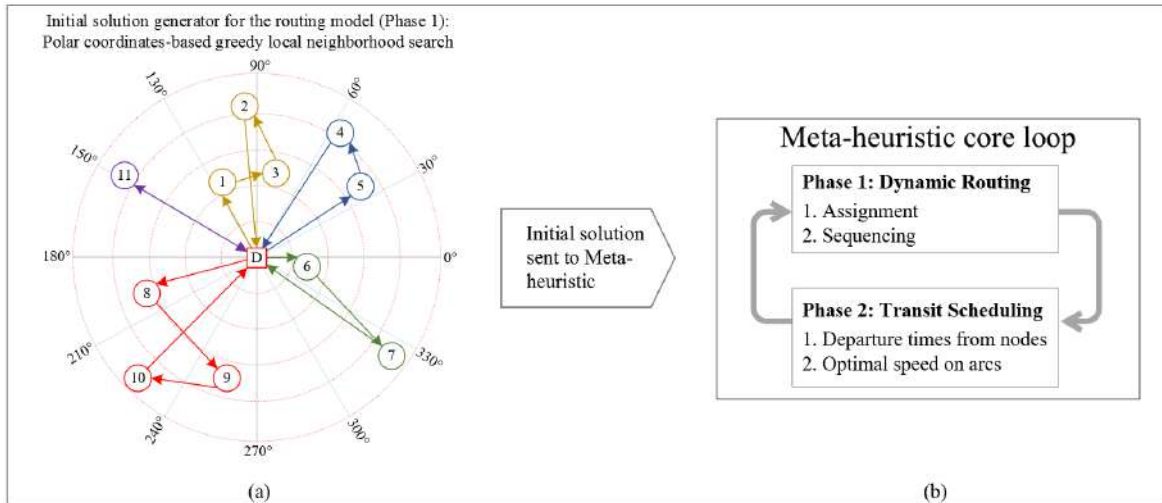 Initial solution generator for the routing model (Phase 1):
Polar coordinates-based greedy local neighborhood search
90°
130°
60°
2
4
150°
11
3
30°
1
5
180°
D
0°
6
8
7
210°
330°
10
9
240°
300°
270°
(a)
Initial solution
sent to Meta-
heuristic
Meta-heuristic core loop
Phase 1: Dynamic Routing
1. Assignment
2. Sequencing
Phase 2: Transit Scheduling
1. Departure times from nodes
2. Optimal speed on arcs
(b)